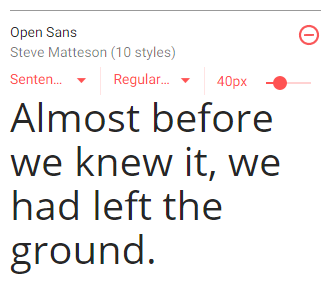 Open Sans
Steve Matteson (10 styles)
Senten... Regular... 40px
Almost before
we knew it, we
had left the
ground.